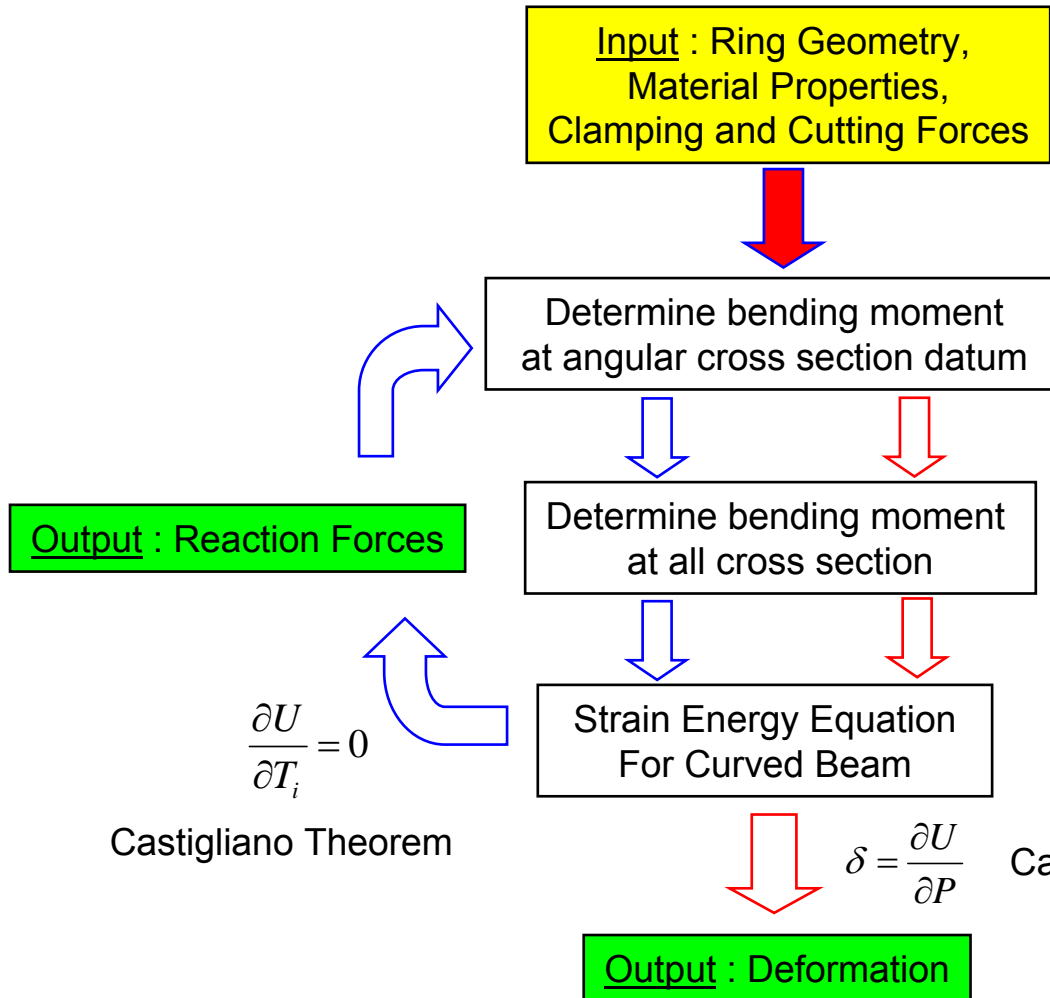 Input : Ring Geometry,
Material Properties,
Clamping and Cutting Forces
Determine bending moment
at angular cross section datum
Determine bending moment
at all cross section
Output : Reaction Forces
Strain Energy Equation
For Curved Beam
∂U/∂T_i = 0
Castigliano Theorem
δ = ∂U/∂P Ca
Output : Deformation